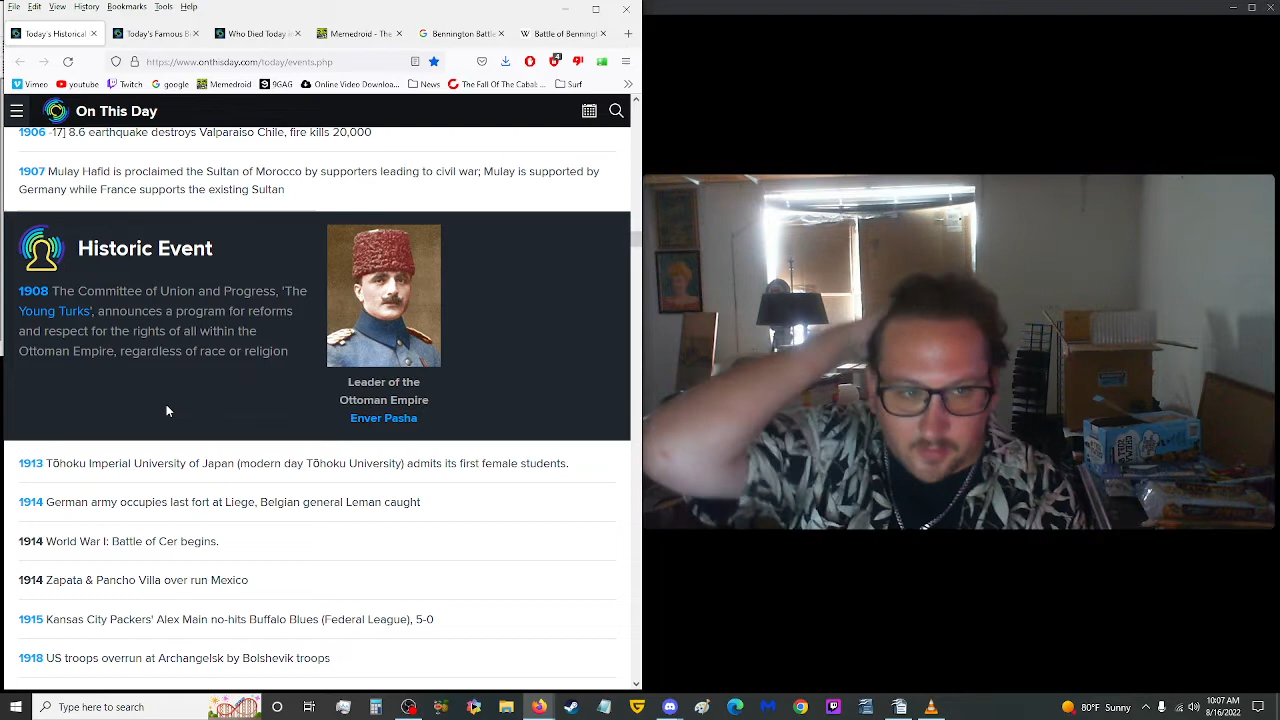 File Edit View History Bookmarks Tools Help
Today's Historical
Today's Famous Bi
Who Died Today in
Memedroid - The
Bennington Battle
Battle of Benningt
https://www.onthisday.com/today/events.php
Vimeo youtube Twitch google Memedroid 9GAG Online Video Downloa... News The Fall Of The Cabal:... Surf
On This Day
1906 -17] 8.6 earthquake destroys Valparaiso Chile, fire kills 20,000
1907 Mulay Hafid is proclaimed the Sultan of Morocco by supporters leading to civil war; Mulay is supported by
Germany while France supports the existing Sultan
Historic Event
1908 The Committee of Union and Progress, 'The
Young Turks', announces a program for reforms
and respect for the rights of all within the
Ottoman Empire, regardless of race or religion
Leader of the
Ottoman Empire
Enver Pasha
1913 Tōhoku Imperial University of Japan (modern day Tōhoku University) admits its first female students.
1914 German army occupies last fort at Liege, Belgian general Leman caught
1914 World War I: Battle of Cer begins.
1914 Zapata & Pancho Villa over run Mexico
1915 Kansas City Packers' Alex Main no-hits Buffalo Blues (Federal League), 5-0
1918 US troops overrun at Archangelsk by Bolshevik troops
Type here to search
80°F Sunny
10:07 AM
8/16/2022